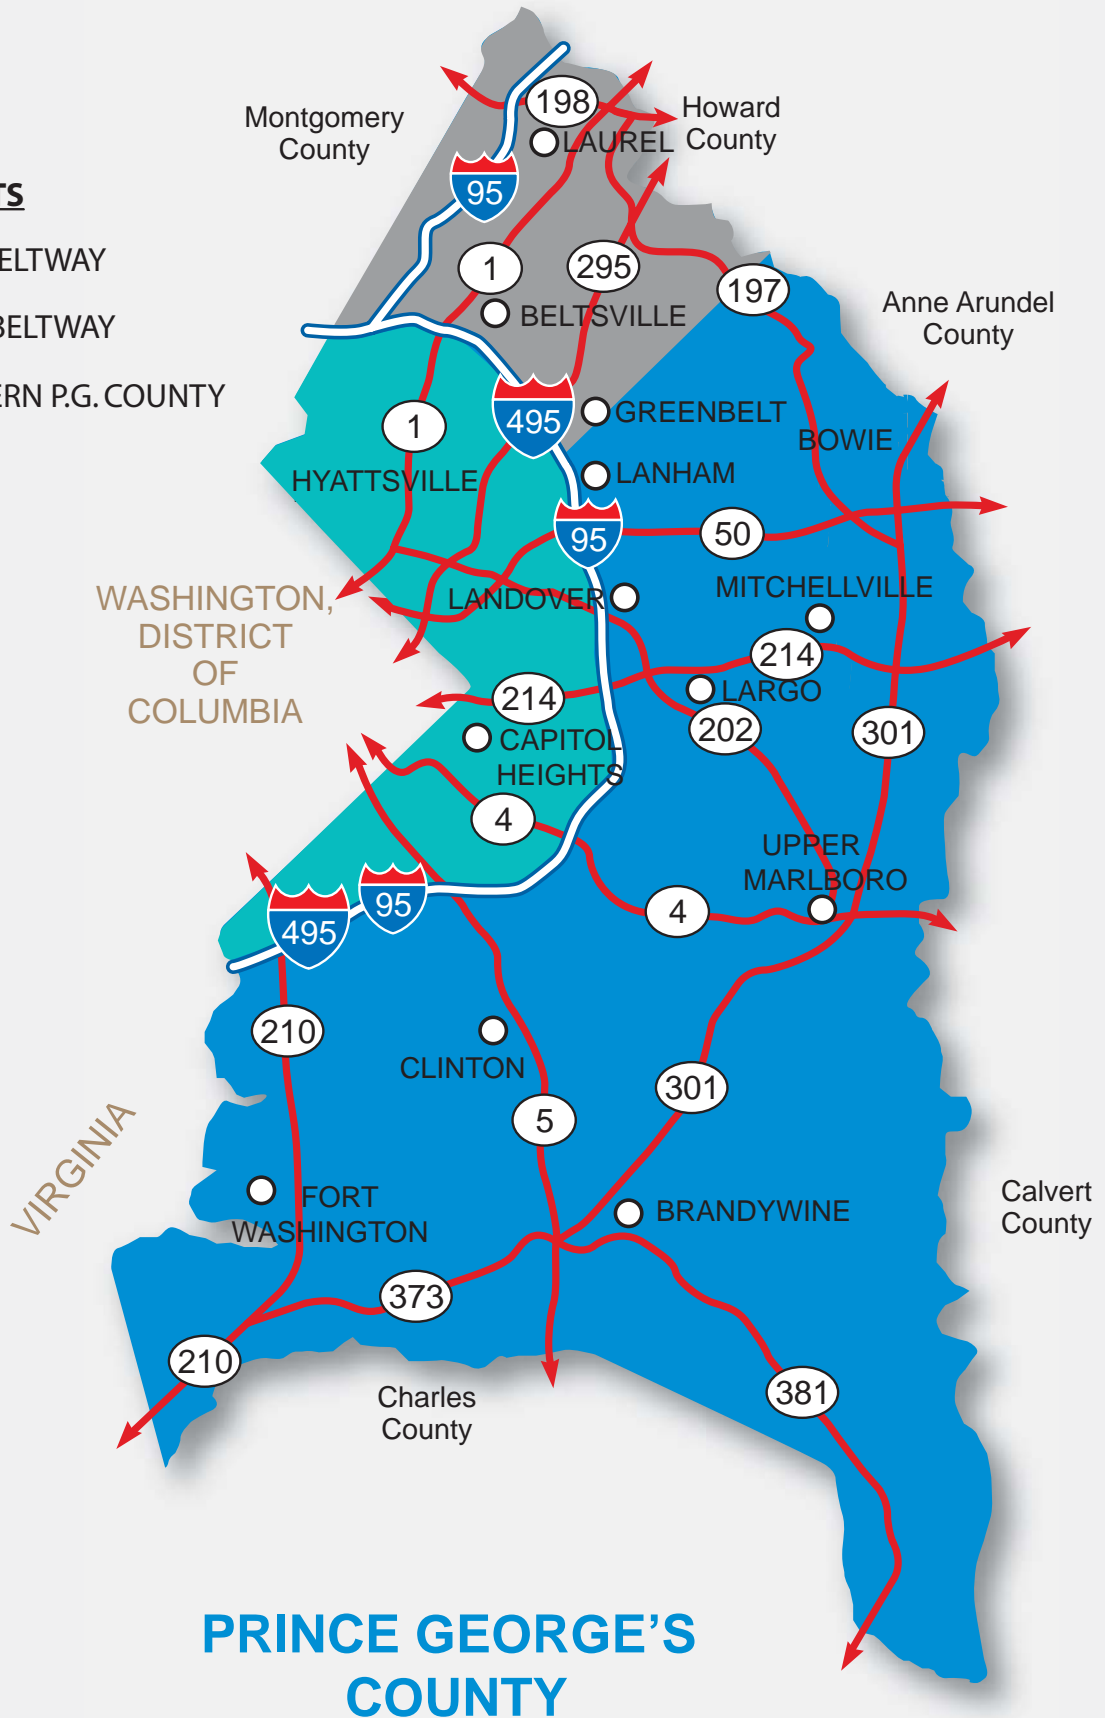 198
Montgomery
County
Howard
County
LAUREL
95
TS
ELTWAY
1
295
197
BELTSVILLE
Anne Arundel
County
BELTWAY
ERN P.G. COUNTY
495
GREENBELT
1
BOWIE
HYATTSVILLE
LANHAM
95
50
WASHINGTON,
DISTRICT
OF
COLUMBIA
LANDOVER
MITCHELLVILLE
214
214
LARGO
202
301
CAPITOL
HEIGHTS
4
UPPER
MARLBORO
95
4
495
210
CLINTON
301
5
VIRGINIA
FORT
WASHINGTON
BRANDYWINE
Calvert
County
373
210
Charles
County
381
PRINCE GEORGE'S
COUNTY